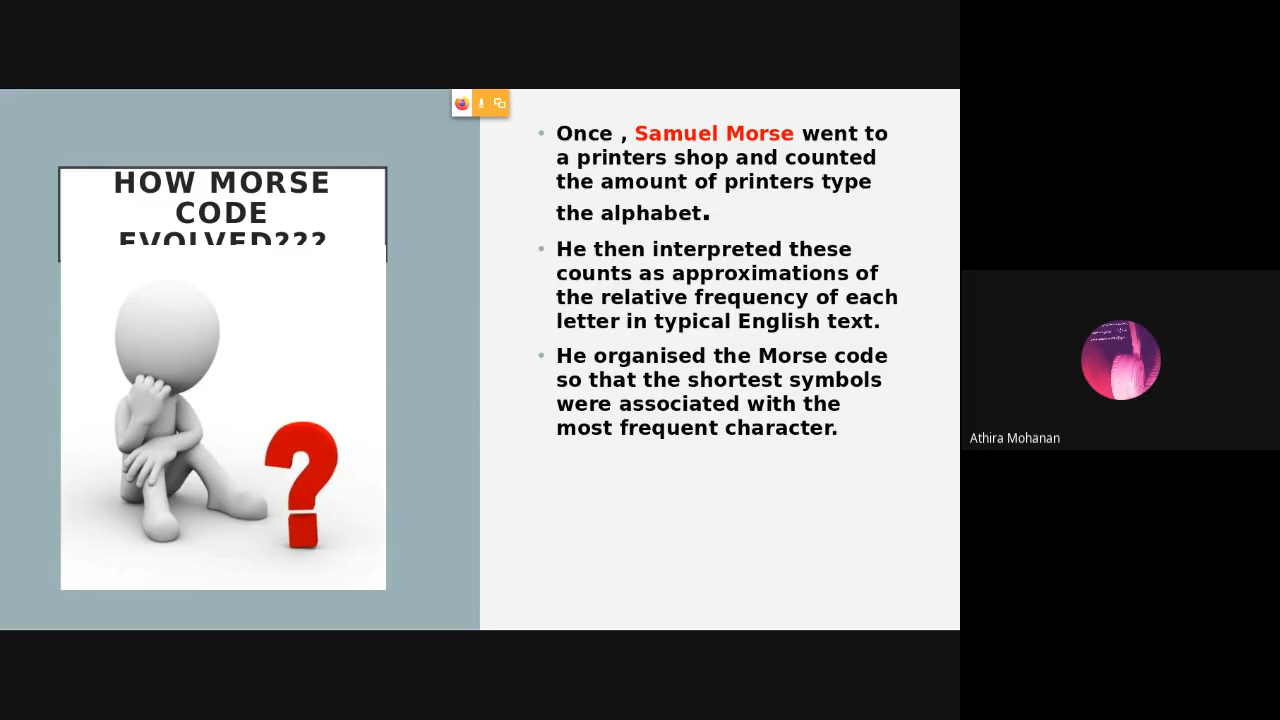 HOW MORSE
CODE
EVOLVED???
• Once , Samuel Morse went to
a printers shop and counted
the amount of printers type
the alphabet.
• He then interpreted these
counts as approximations of
the relative frequency of each
letter in typical English text.
• He organised the Morse code
so that the shortest symbols
were associated with the
most frequent character.
Athira Mohanan